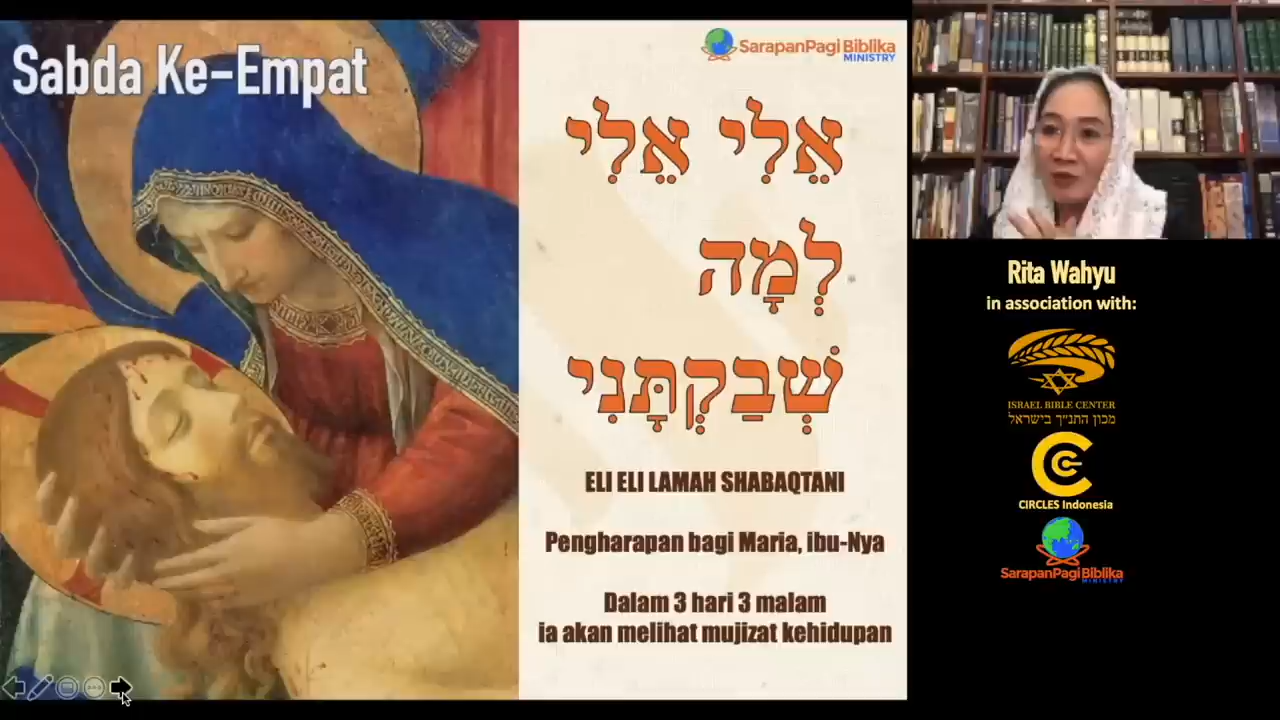 Sabda Ke-Empat
SarapanPagi Biblika
MINISTRY
אֵלִי אֵלִי
לְמָה
שְׁבַקְתָּנִי
ELI ELI LAMAH SHABAQTANI
Pengharapan bagi Maria, ibu-Nya
Dalam 3 hari 3 malam
ia akan melihat mujizat kehidupan
Rita Wahyu
in association with:
ISRAEL BIBLE CENTER
מכון התנ״ך בישראל
CIRCLES Indonesia
SarapanPagi Biblika
MINISTRY